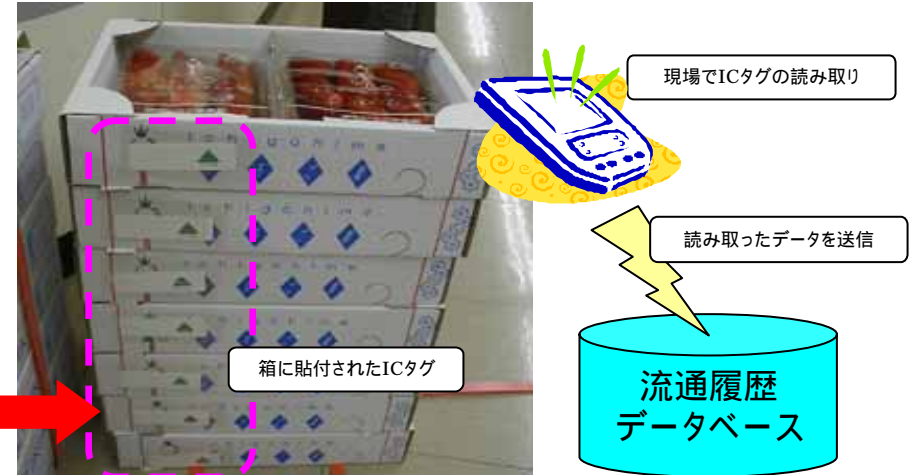 現場でICタグの読み取り
読み取ったデータを送信
箱に貼付されたICタグ
流通履歴
データベース